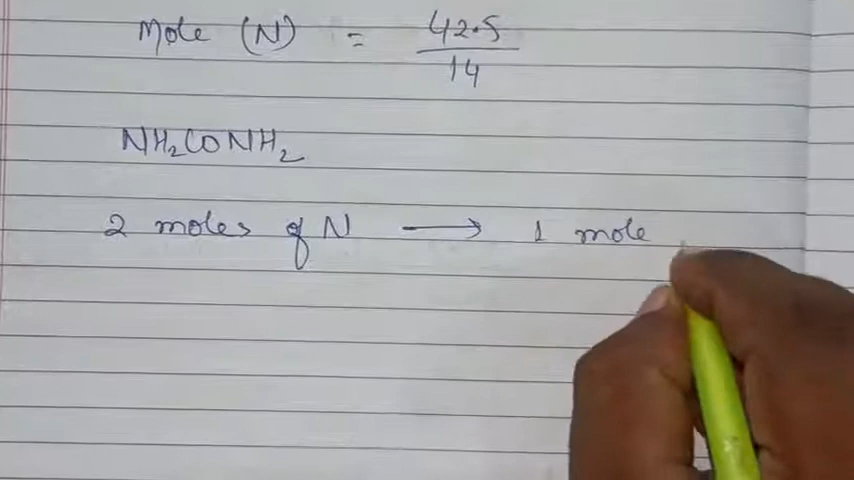 Mole (N) = 42.5/14
NH₂CONH₂
2 moles of N → 1 mole